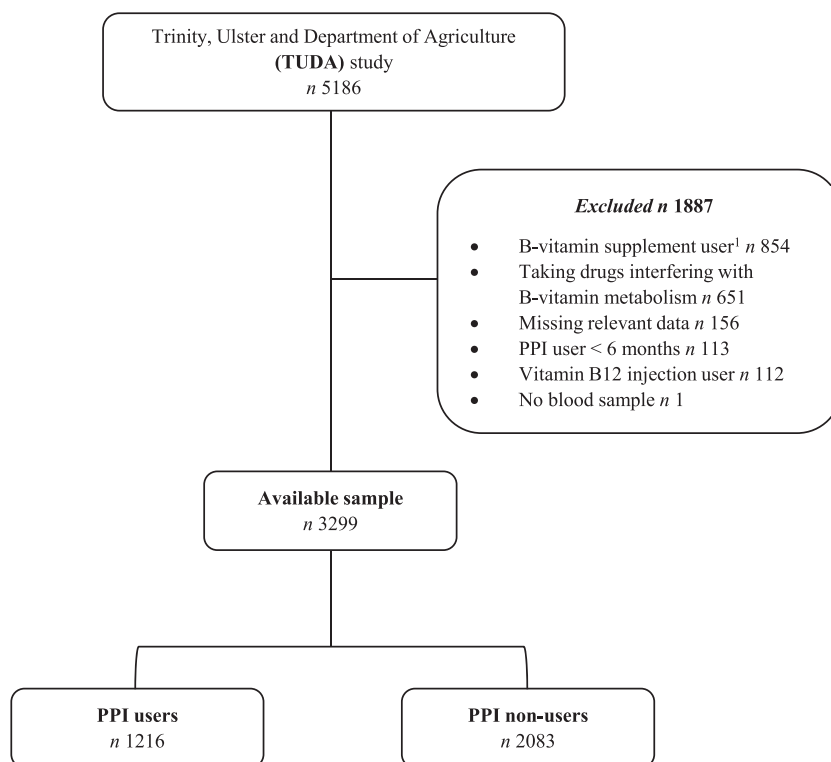 Trinity, Ulster and Department of Agriculture
(TUDA) study
n 5186
Excluded n 1887
• B-vitamin supplement user¹ n 854
• Taking drugs interfering with
B-vitamin metabolism n 651
• Missing relevant data n 156
• PPI user < 6 months n 113
• Vitamin B12 injection user n 112
• No blood sample n 1
Available sample
n 3299
PPI users
n 1216
PPI non-users
n 2083